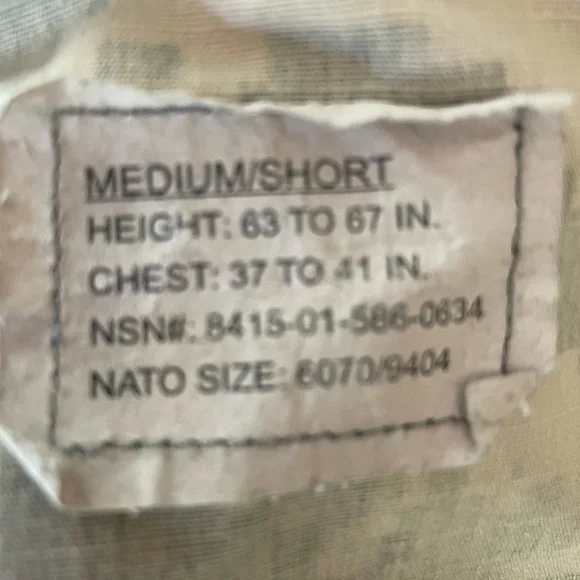 MEDIUM/SHORT
HEIGHT: 63 TO 67 IN.
CHEST: 37 TO 41 IN.
NSN#: 8415-01-586-0634
NATO SIZE: 6070/9404